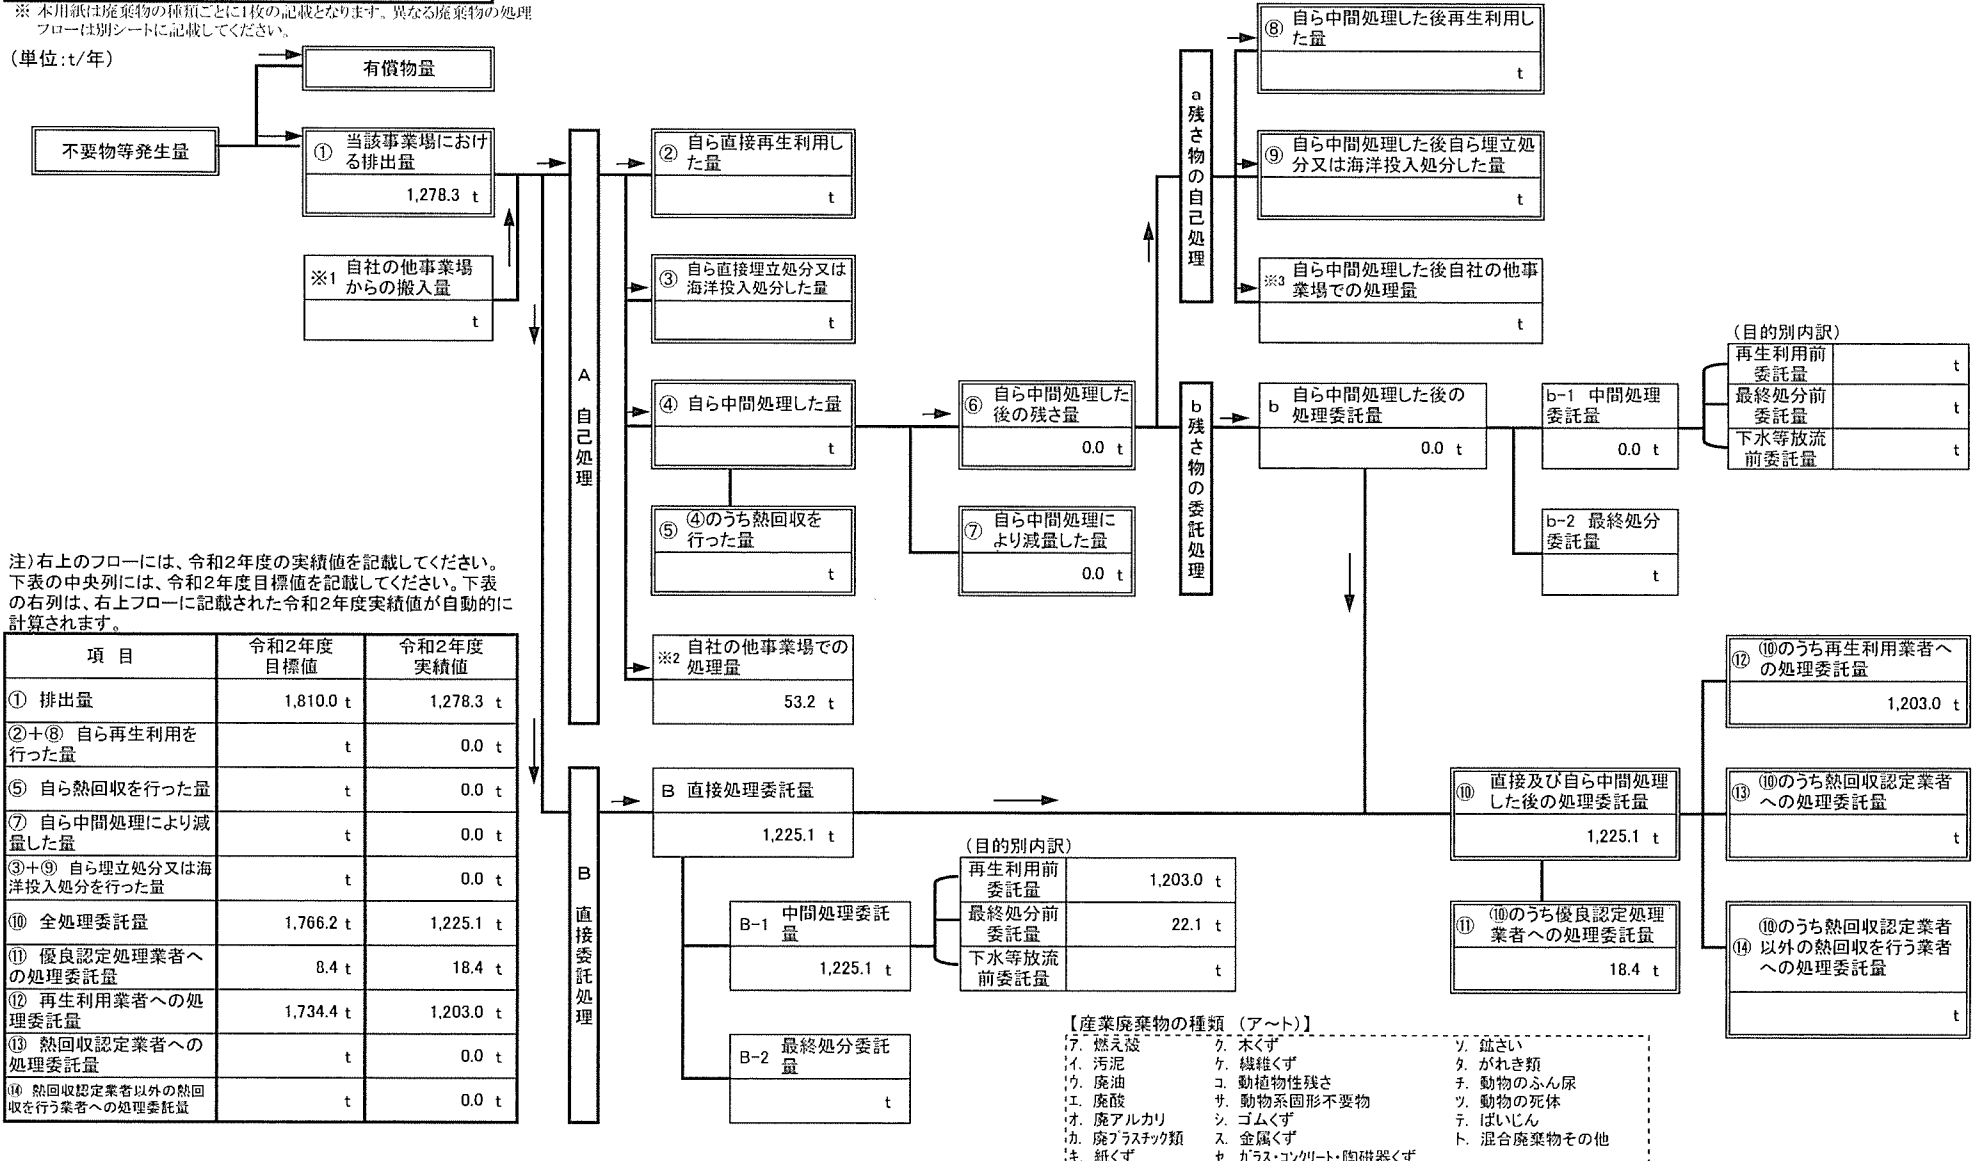 ※ 本用紙は廃棄物の種類ごとに1枚の記載となります。異なる廃棄物の処理
フローは別シートに記載してください。
(単位:t/年)
有償物量
不要物等発生量
① 当該事業場におけ
る排出量
1,278.3 t
※1 自社の他事業場
からの搬入量
t
A 自己処理
② 自ら直接再生利用し
た量
t
③ 自ら直接埋立処分又は
海洋投入処分した量
t
④ 自ら中間処理した量
t
⑤ ④のうち熱回収を
行った量
t
※2 自社の他事業場での
処理量
53.2 t
⑥ 自ら中間処理した
後の残さ量
0.0 t
⑦ 自ら中間処理に
より減量した量
0.0 t
a 残さ物の自己処理
⑧ 自ら中間処理した後再生利用し
た量
t
⑨ 自ら中間処理した後自ら埋立処
分又は海洋投入処分した量
t
※3 自ら中間処理した後自社の他事
業場での処理量
t
b 残さ物の委託処理
b 自ら中間処理した後の
処理委託量
0.0 t
b-1 中間処理
委託量
0.0 t
b-2 最終処分
委託量
t
(目的別内訳)
再生利用前
委託量
t
最終処分前
委託量
t
下水等放流
前委託量
t
注)右上のフローには、令和2年度の実績値を記載してください。
下表の中央列には、令和2年度目標値を記載してください。下表
の右列は、右上フローに記載された令和2年度実績値が自動的に
計算されます。
項 目
令和2年度
目標値
令和2年度
実績値
① 排出量
1,810.0 t
1,278.3 t
②+⑧ 自ら再生利用を
行った量
t
0.0 t
⑤ 自ら熱回収を行った量
t
0.0 t
⑦ 自ら中間処理により減
量した量
t
0.0 t
③+⑨ 自ら埋立処分又は海
洋投入処分を行った量
t
0.0 t
⑩ 全処理委託量
1,766.2 t
1,225.1 t
⑪ 優良認定処理業者へ
の処理委託量
8.4 t
18.4 t
⑫ 再生利用業者への処
理委託量
1,734.4 t
1,203.0 t
⑬ 熱回収認定業者への
処理委託量
t
0.0 t
⑭ 熱回収認定業者以外の熱回
収を行う業者への処理委託量
t
0.0 t
B 直接委託処理
B 直接処理委託量
1,225.1 t
B-1 中間処理委託
量
1,225.1 t
B-2 最終処分委託
量
t
(目的別内訳)
再生利用前
委託量
1,203.0 t
最終処分前
委託量
22.1 t
下水等放流
前委託量
t
⑩ 直接及び自ら中間処理
した後の処理委託量
1,225.1 t
⑪ ⑩のうち優良認定処理
業者への処理委託量
18.4 t
⑫ ⑩のうち再生利用業者へ
の処理委託量
1,203.0 t
⑬ ⑩のうち熱回収認定業者
への処理委託量
t
⑭ ⑩のうち熱回収認定業者
以外の熱回収を行う業者
への処理委託量
t
【産業廃棄物の種類 (ア~ト)】
ア. 燃え殻
イ. 汚泥
ウ. 廃油
エ. 廃酸
オ. 廃アルカリ
カ. 廃プラスチック類
キ. 紙くず
ク. 木くず
ケ. 繊維くず
コ. 動植物性残さ
サ. 動物系固形不要物
シ. ゴムくず
ス. 金属くず
セ. ガラス・コンクリート・陶磁器くず
ソ. 鉱さい
タ. がれき類
チ. 動物のふん尿
ツ. 動物の死体
テ. ばいじん
ト. 混合廃棄物その他